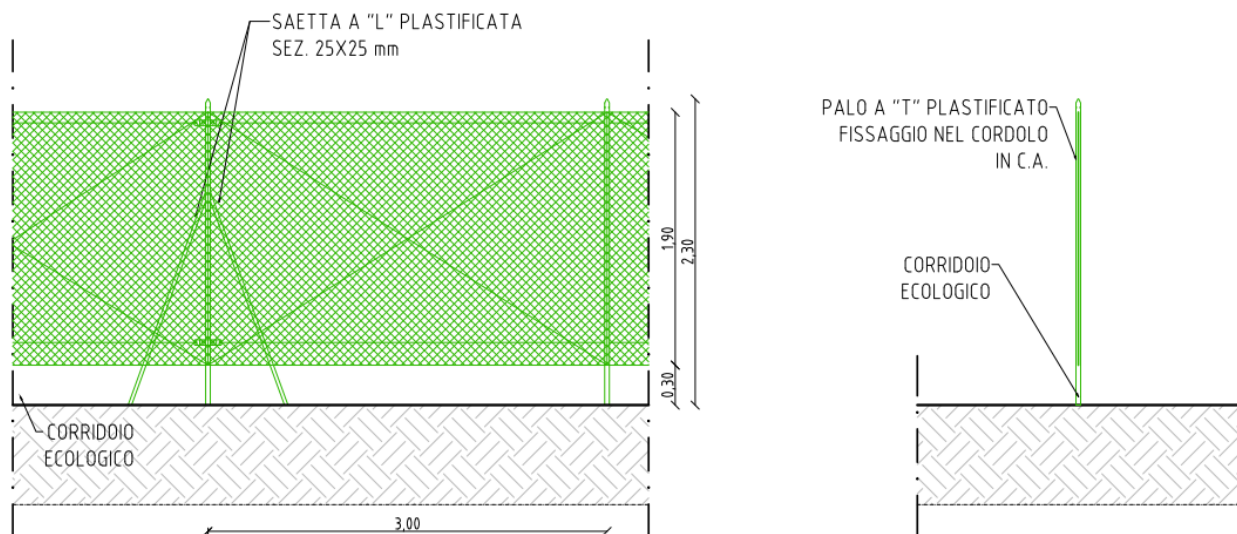 SAETTA A "L" PLASTIFICATA
SEZ. 25X25 mm
1,90
2,30
0,30
CORRIDOIO
ECOLOGICO
3,00
PALO A "T" PLASTIFICATO
FISSAGGIO NEL CORDOLO
IN C.A.
CORRIDOIO
ECOLOGICO